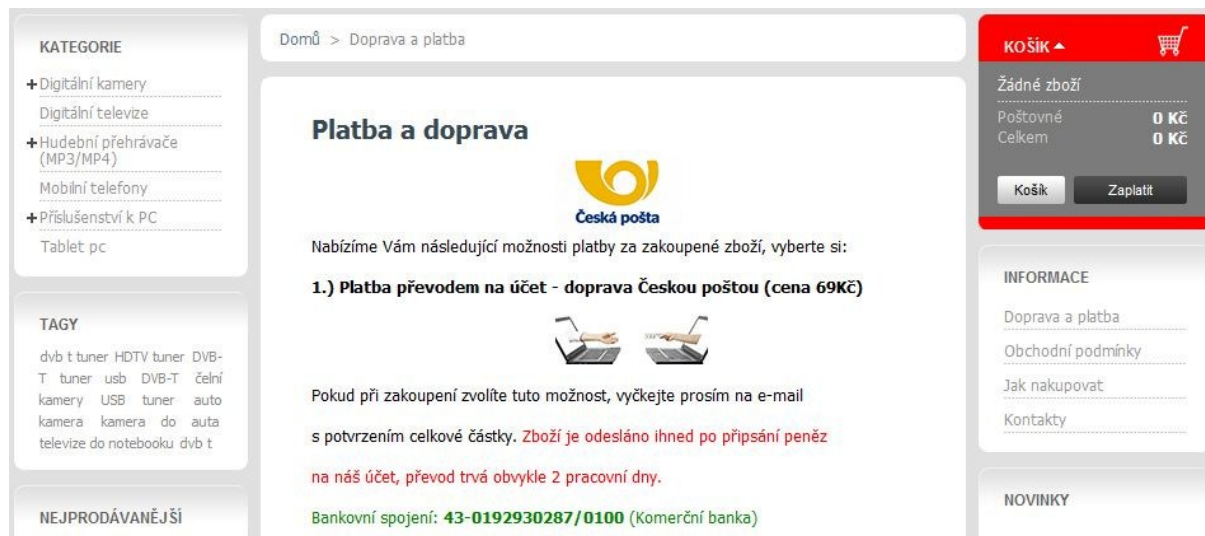 KATEGORIE
Digitální kamery
Digitální televize
Hudební přehrávače
(MP3/MP4)
Mobilní telefony
Příslušenství k PC
Tablet pc
TAGY
dvb t tuner HDTV tuner DVB-
T tuner usb DVB-T čelní
kamery USB tuner auto
kamera kamera do auta
televize do notebooku dvb t
NEJPRODÁVANĚJŠÍ
Domů > Doprava a platba
Platba a doprava
Česká pošta
Nabízíme Vám následující možnosti platby za zakoupené zboží, vyberte si:
1.) Platba převodem na účet - doprava Českou poštou (cena 69Kč)
Pokud při zakoupení zvolíte tuto možnost, vyčkejte prosím na e-mail
s potvrzením celkové částky. Zboží je odesláno ihned po připsání peněz
na náš účet, převod trvá obvykle 2 pracovní dny.
Bankovní spojení: 43-0192930287/0100 (Komerční banka)
KOŠÍK
Žádné zboží
Poštovné 0 Kč
Celkem 0 Kč
Košík Zaplatit
INFORMACE
Doprava a platba
Obchodní podmínky
Jak nakupovat
Kontakty
NOVINKY